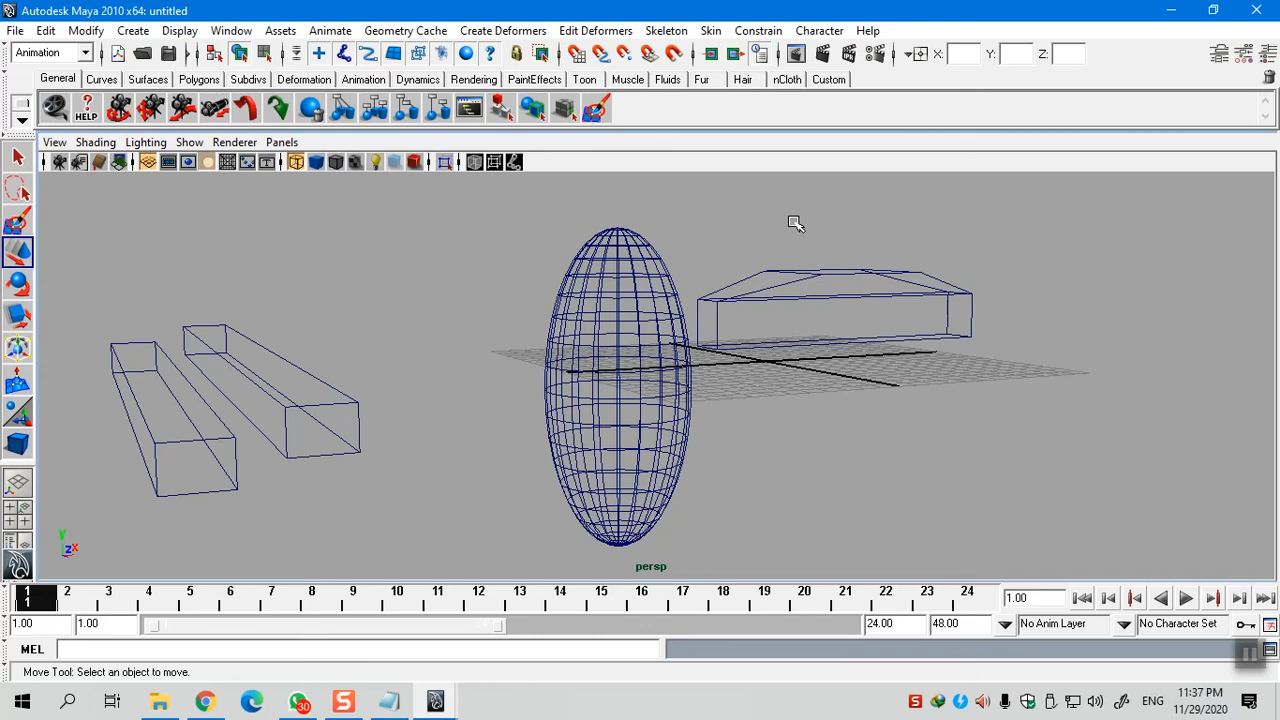 Autodesk Maya 2010 x64: untitled
File Edit Modify Create Display Window Assets Animate Geometry Cache Create Deformers Edit Deformers Skeleton Skin Constraint Character Help
Animation X: Y: Z:
General Curves Surfaces Polygons Subdivs Deformation Animation Dynamics Rendering PaintEffects Toon Muscle Fluids Fur Hair nCloth Custom
HELP
View Shading Lighting Show Renderer Panels
y
z x
persp
1 2 3 4 5 6 7 8 9 10 11 12 13 14 15 16 17 18 19 20 21 22 23 24
1 1.00
1.00 1.00 24.00 48.00 No Anim Layer No Character Set
MEL
Move Tool: Select an object to move.
30 S S ENG 11:37 PM
11/29/2020